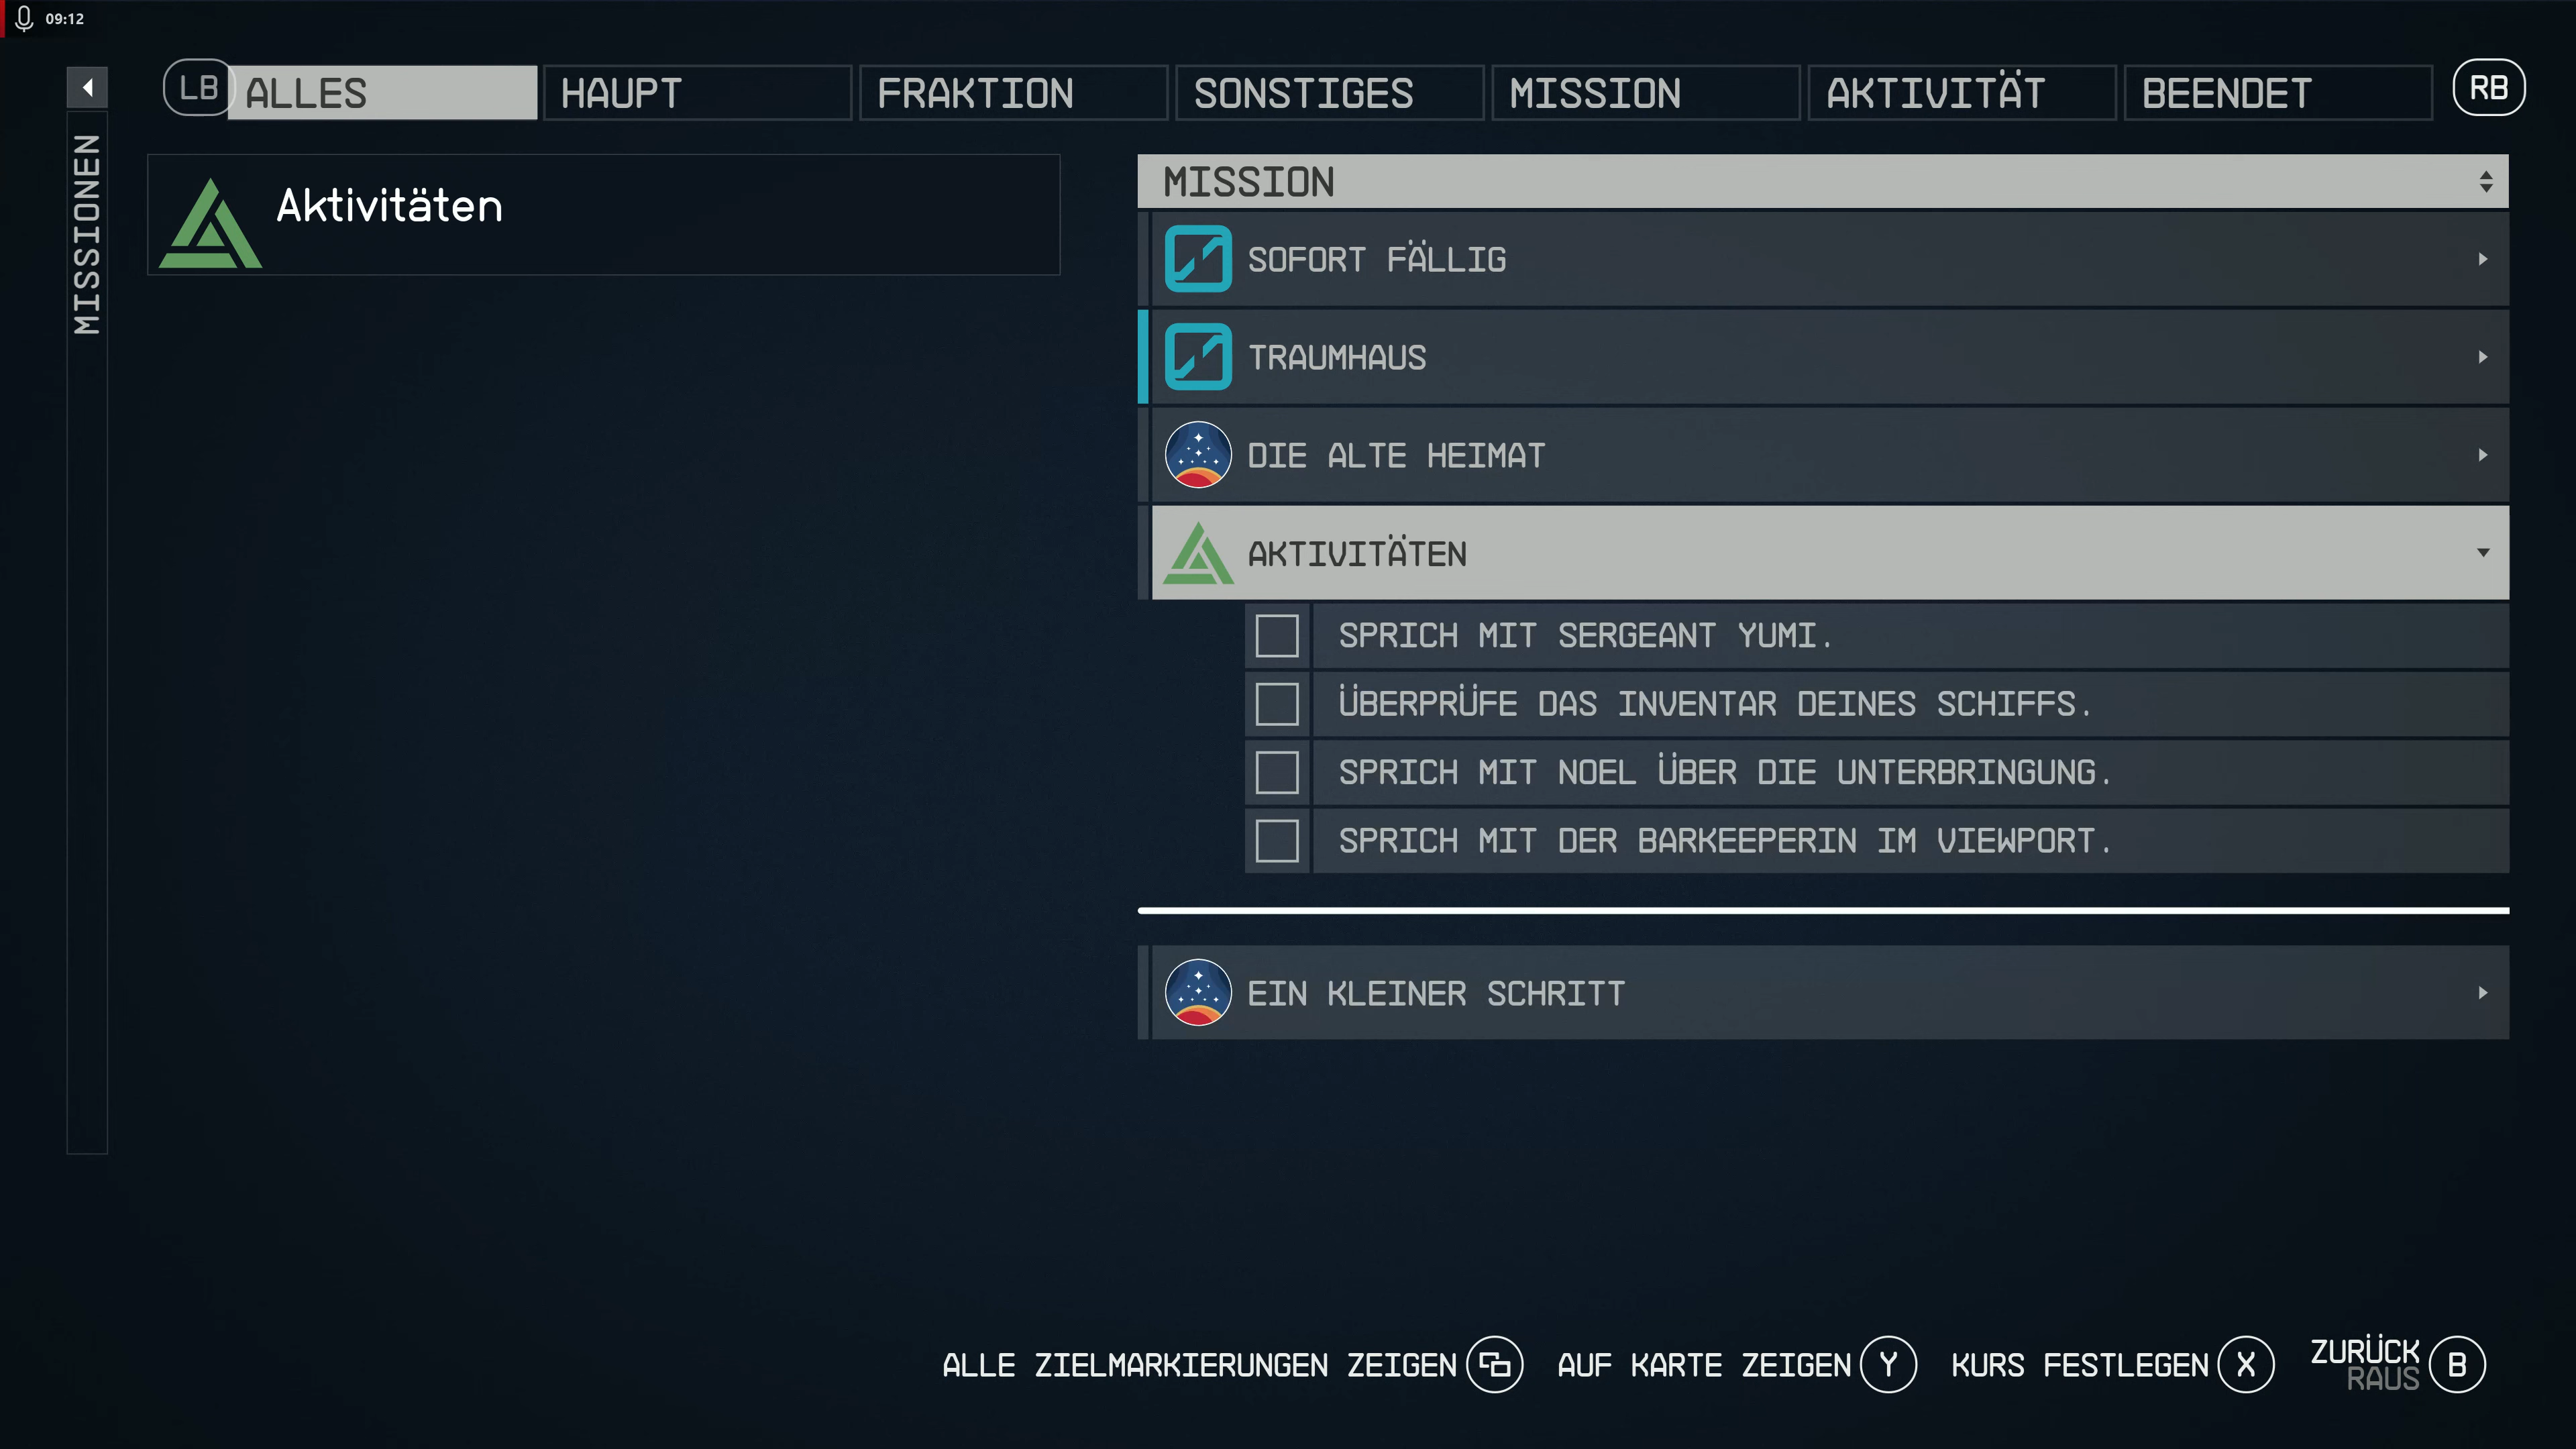 09:12
LB
ALLES
HAUPT
FRAKTION
SONSTIGES
MISSION
AKTIVITÄT
BEENDET
RB
MISSIONEN
Aktivitäten
MISSION
SOFORT FÄLLIG
TRAUMHAUS
DIE ALTE HEIMAT
AKTIVITÄTEN
SPRICH MIT SERGEANT YUMI.
ÜBERPRÜFE DAS INVENTAR DEINES SCHIFFS.
SPRICH MIT NOEL ÜBER DIE UNTERBRINGUNG.
SPRICH MIT DER BARKEEPERIN IM VIEWPORT.
EIN KLEINER SCHRITT
ALLE ZIELMARKIERUNGEN ZEIGEN
AUF KARTE ZEIGEN Y
KURS FESTLEGEN X
ZURÜCK B
RAUS